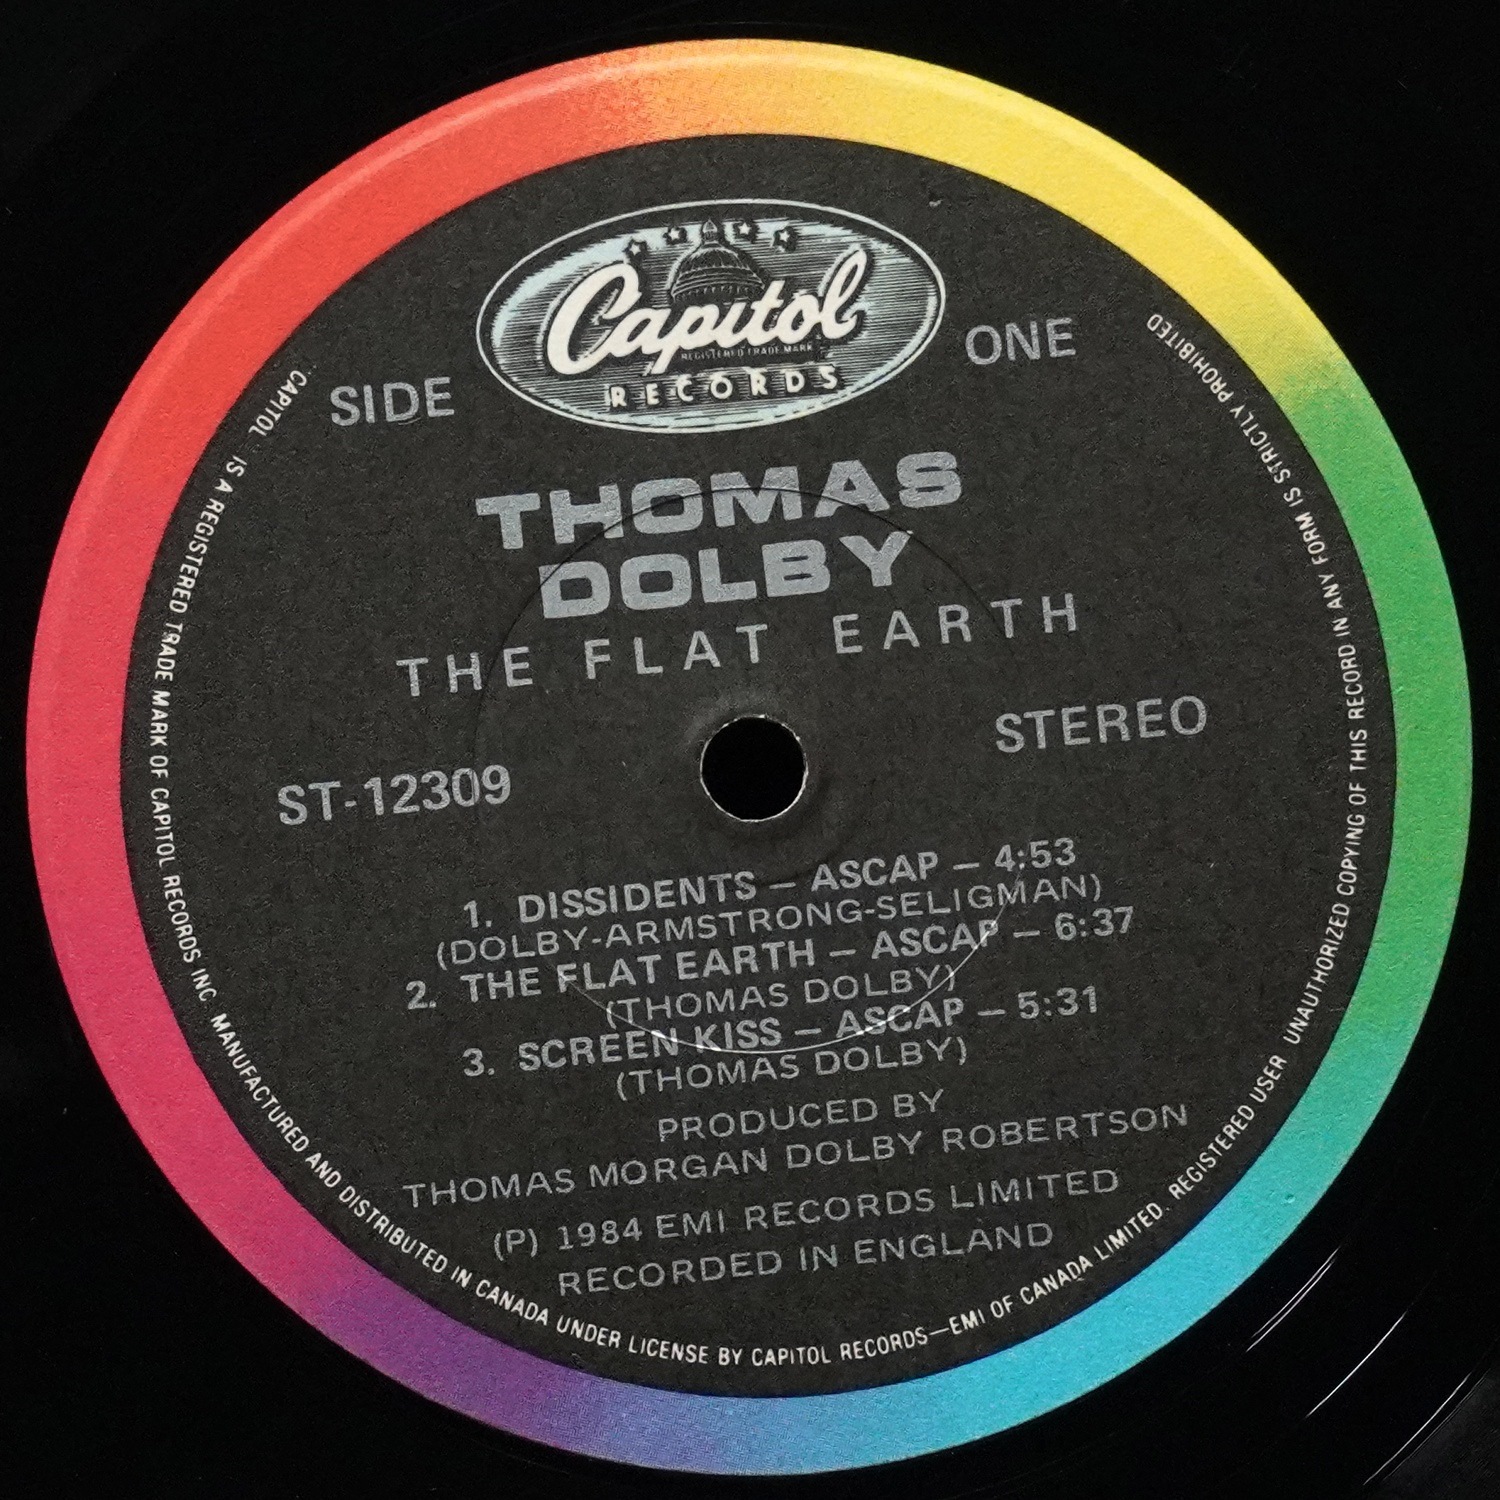 Capitol
REGISTERED TRADE MARK
RECORDS
SIDE ONE
THOMAS
DOLBY
THE FLAT EARTH
STEREO
ST-12309
1. DISSIDENTS — ASCAP — 4:53
(DOLBY-ARMSTRONG-SELIGMAN)
2. THE FLAT EARTH — ASCAP — 6:37
(THOMAS DOLBY)
3. SCREEN KISS — ASCAP — 5:31
(THOMAS DOLBY)
PRODUCED BY
THOMAS MORGAN DOLBY ROBERTSON
(P) 1984 EMI RECORDS LIMITED
RECORDED IN ENGLAND
CAPITOL IS A REGISTERED TRADE MARK OF CAPITOL RECORDS INC. MANUFACTURED AND DISTRIBUTED IN CANADA UNDER LICENSE BY CAPITOL RECORDS—EMI OF CANADA LIMITED. REGISTERED USER UNAUTHORIZED COPYING OF THIS RECORD IN ANY FORM IS STRICTLY PROHIBITED